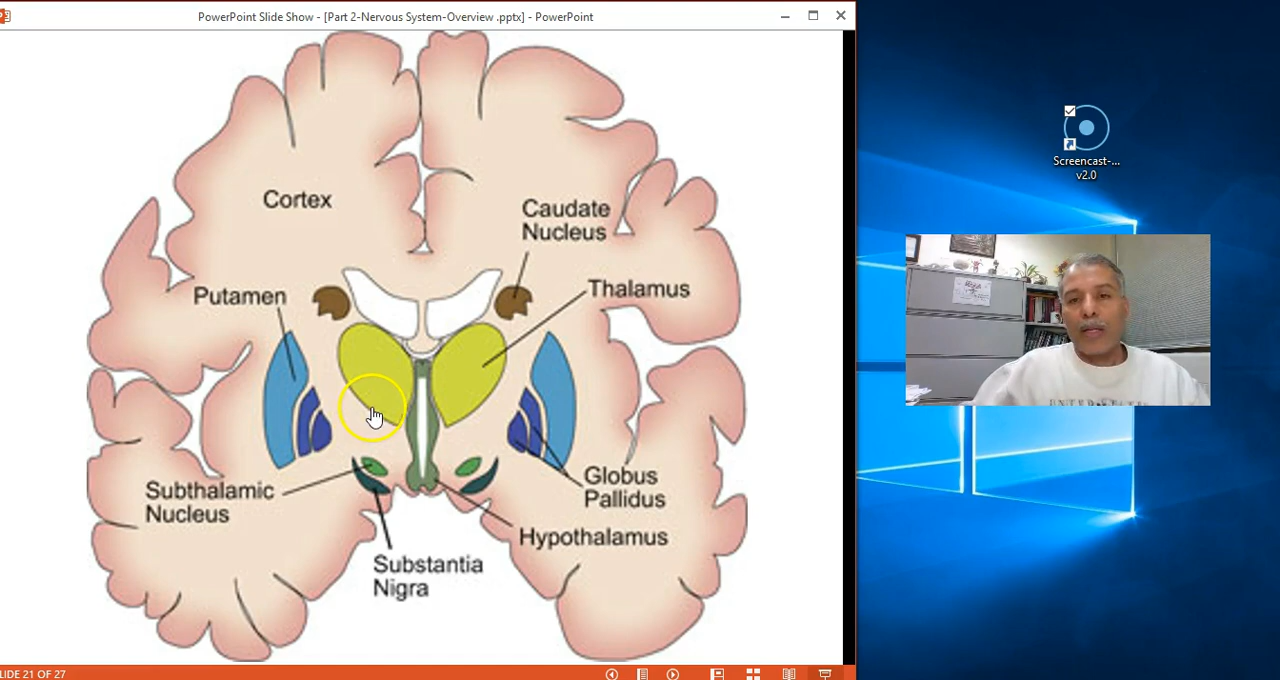 PowerPoint Slide Show - [Part 2-Nervous System-Overview .pptx] - PowerPoint
Cortex
Caudate
Nucleus
Putamen
Thalamus
Subthalamic
Nucleus
Globus
Pallidus
Hypothalamus
Substantia
Nigra
LIDE 21 OF 27
Screencast-...
v2.0
UNITED